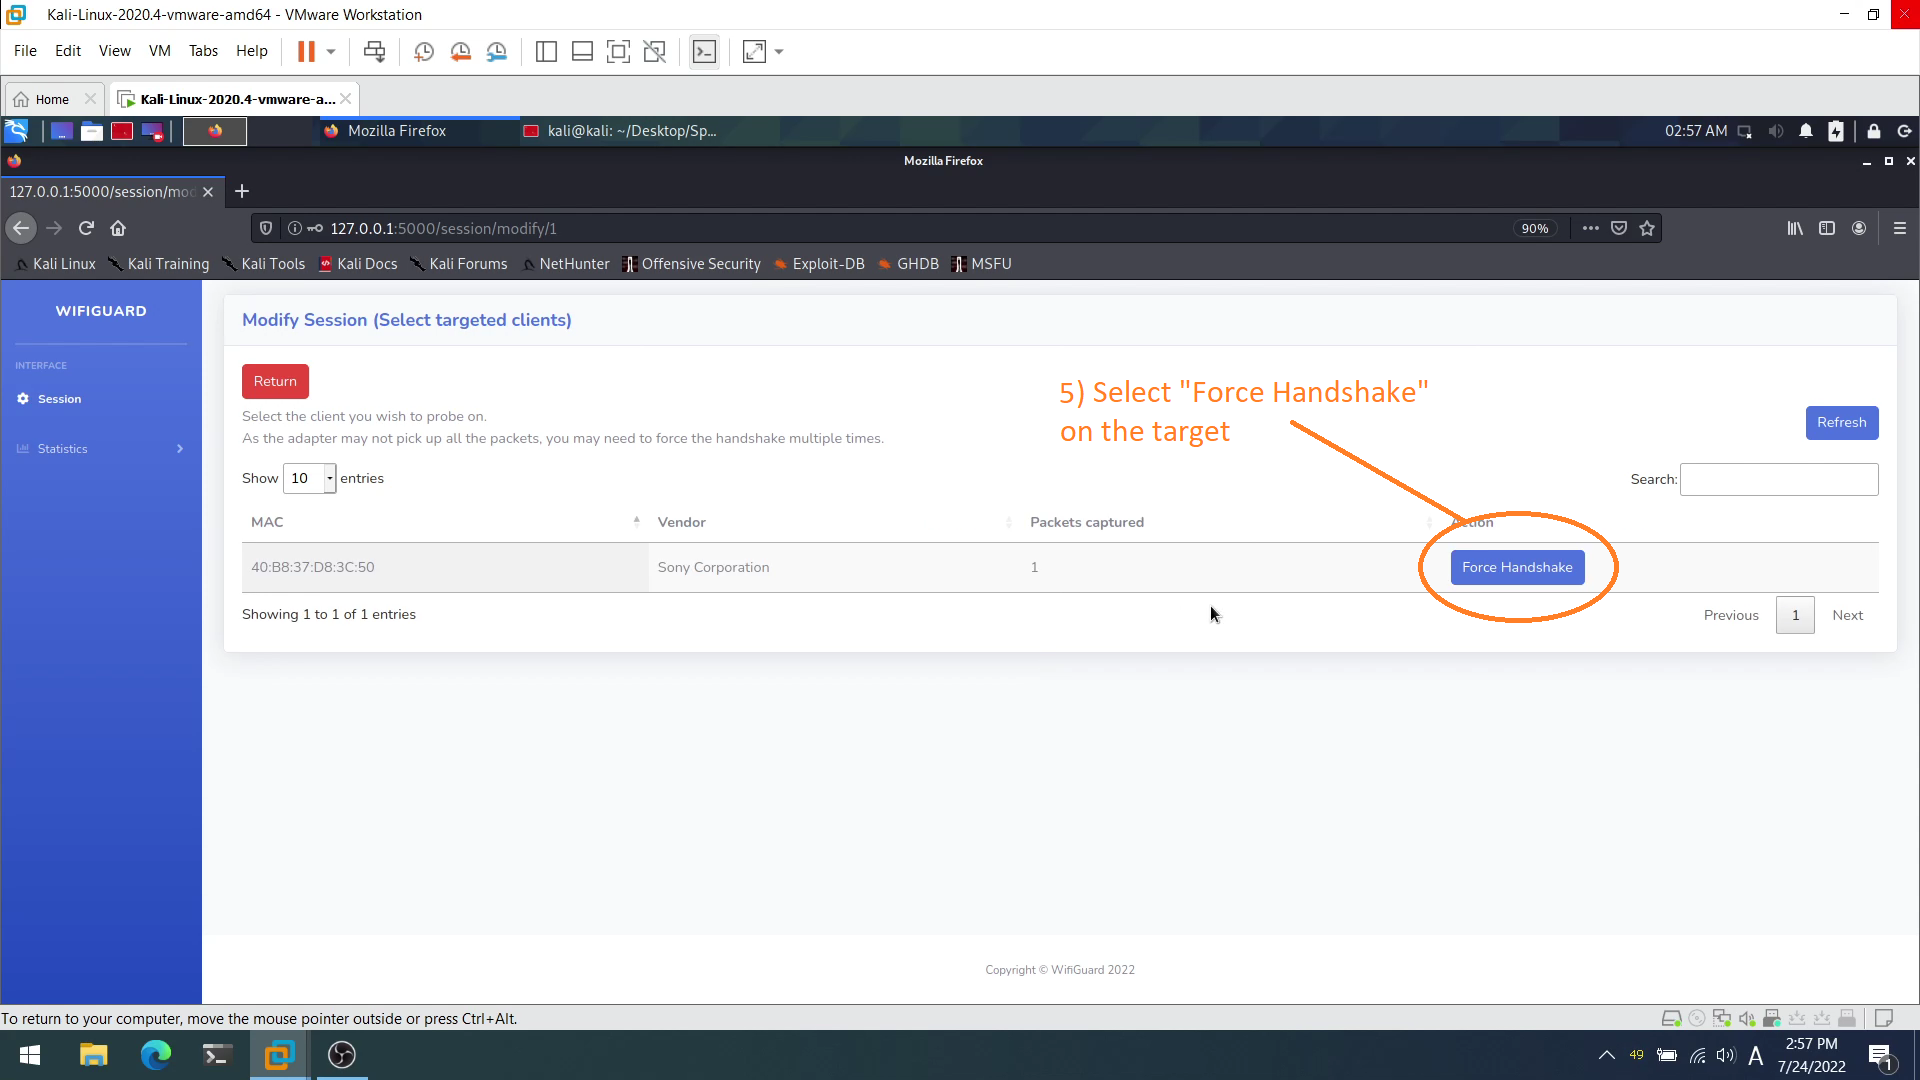 Kali-Linux-2020.4-vmware-amd64 - VMware Workstation
File Edit View VM Tabs Help
Home Kali-Linux-2020.4-vmware-a...
Mozilla Firefox kali@kali: ~/Desktop/Sp... 02:57 AM
Mozilla Firefox
127.0.0.1:5000/session/mod
127.0.0.1:5000/session/modify/1 90%
Kali Linux Kali Training Kali Tools Kali Docs Kali Forums NetHunter Offensive Security Exploit-DB GHDB MSFU
WIFIGUARD
INTERFACE
Session
Statistics
Modify Session (Select targeted clients)
Return
Select the client you wish to probe on.
As the adapter may not pick up all the packets, you may need to force the handshake multiple times.
5) Select "Force Handshake"
on the target
Refresh
Show 10 entries
Search:
MAC Vendor Packets captured Action
40:B8:37:D8:3C:50 Sony Corporation 1 Force Handshake
Showing 1 to 1 of 1 entries
Previous 1 Next
Copyright © WifiGuard 2022
To return to your computer, move the mouse pointer outside or press Ctrl+Alt.
49 A 2:57 PM
7/24/2022
1